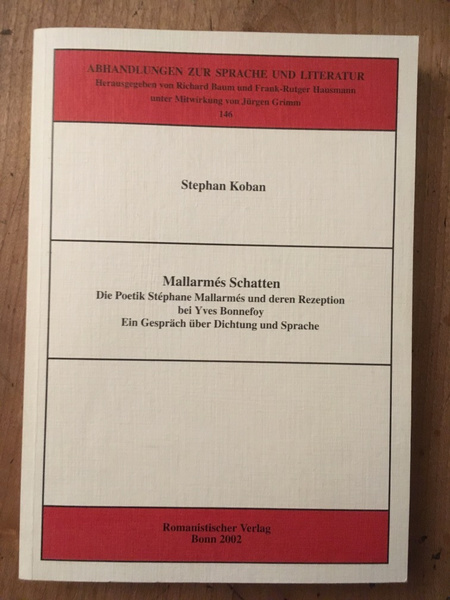 ABHANDLUNGEN ZUR SPRACHE UND LITERATUR
Herausgegeben von Richard Baum und Frank-Rutger Hausmann
unter Mitwirkung von Jürgen Grimm
146
Stephan Koban
Mallarmés Schatten
Die Poetik Stéphane Mallarmés und deren Rezeption
bei Yves Bonnefoy
Ein Gespräch über Dichtung und Sprache
Romanistischer Verlag
Bonn 2002